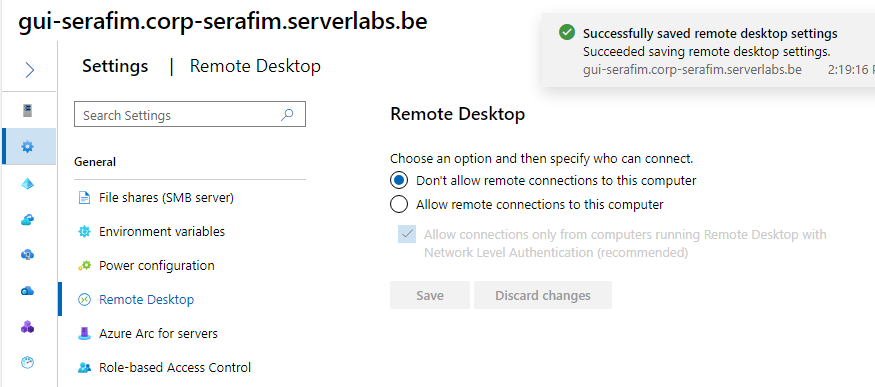 gui-serafim.corp-serafim.serverlabs.be
Successfully saved remote desktop settings
Succeeded saving remote desktop settings.
gui-serafim.corp-serafim.serverlabs.be 2:19:16 P
Settings | Remote Desktop
Search Settings
General
File shares (SMB server)
Environment variables
Power configuration
Remote Desktop
Azure Arc for servers
Role-based Access Control
Remote Desktop
Choose an option and then specify who can connect.
Don't allow remote connections to this computer
Allow remote connections to this computer
Allow connections only from computers running Remote Desktop with
Network Level Authentication (recommended)
Save Discard changes